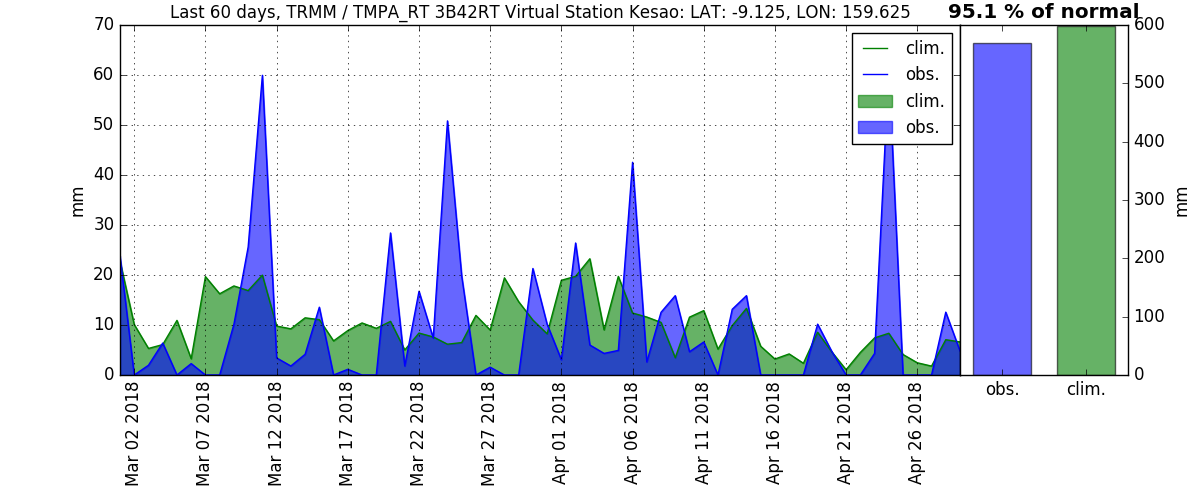 Last 60 days, TRMM / TMPA_RT 3B42RT Virtual Station Kesao: LAT: -9.125, LON: 159.625
95.1 % of normal
70
60
50
40
30
20
10
0
mm
clim.
obs.
clim.
obs.
600
500
400
300
200
100
0
mm
obs.
clim.
Mar 02 2018
Mar 07 2018
Mar 12 2018
Mar 17 2018
Mar 22 2018
Mar 27 2018
Apr 01 2018
Apr 06 2018
Apr 11 2018
Apr 16 2018
Apr 21 2018
Apr 26 2018